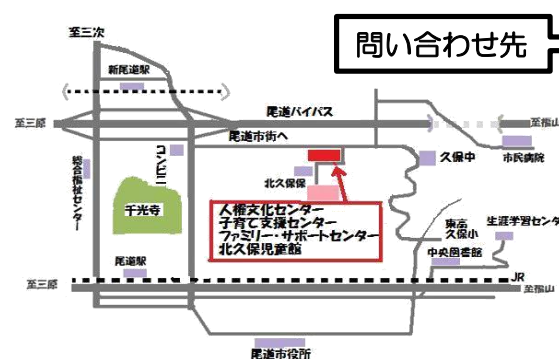 問い合わせ先
至三次
新尾道駅
至三原
尾道バイパス
至福山
尾道市街へ
コミュニ
久保中
市民病院
総合福祉センター
北久保保
千光寺
人権文化センター
子育て支援センター
ファミリー・サポートセンター
北久保児童館
東高
久保小
生涯学習センタ
中央図書館
尾道駅
JR
至三原
至福山
尾道市役所